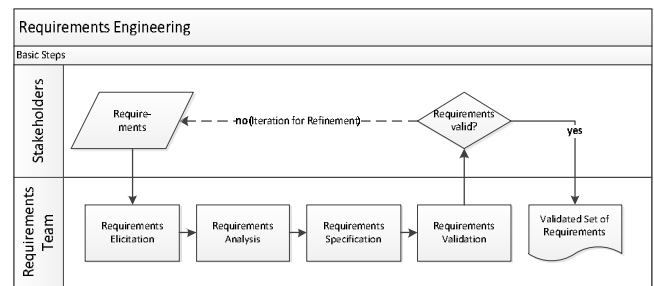 Requirements Engineering
Basic Steps
Stakeholders
Require-
ments
no (Iteration for Refinement)
Requirements
valid?
yes
Requirements
Team
Requirements
Elicitation
Requirements
Analysis
Requirements
Specification
Requirements
Validation
Validated Set of
Requirements